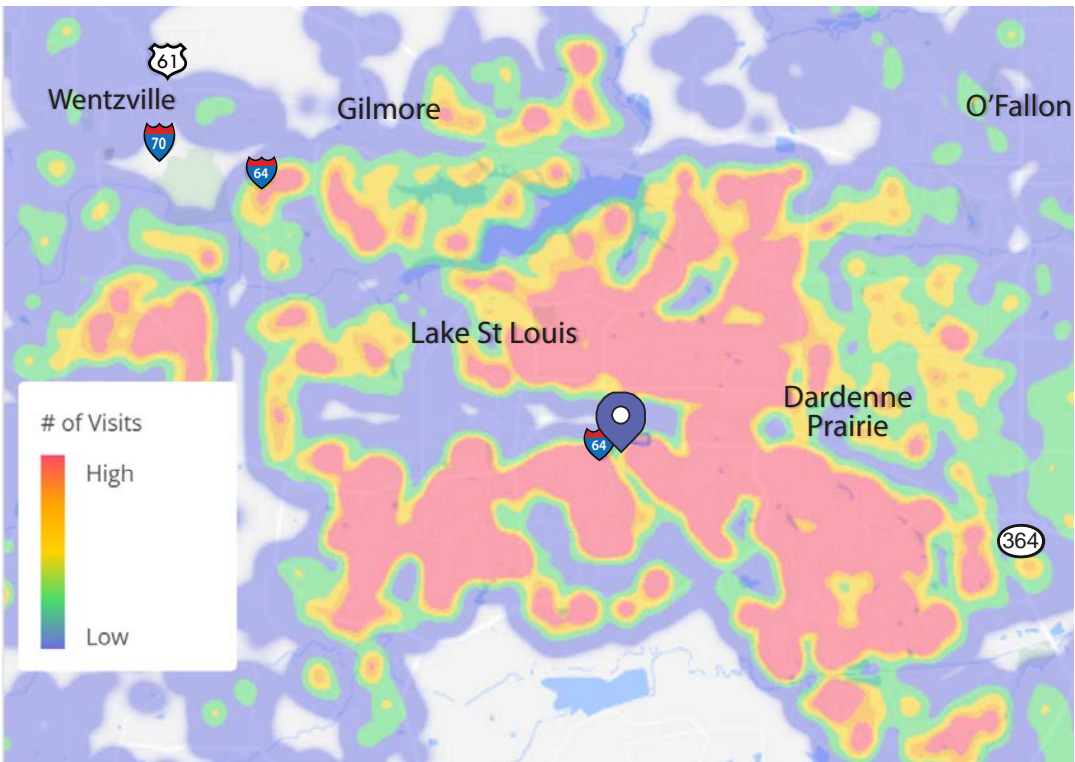 61
Wentzville
Gilmore
O'Fallon
70
64
Lake St Louis
Dardenne
Prairie
# of Visits
High
Low
64
364